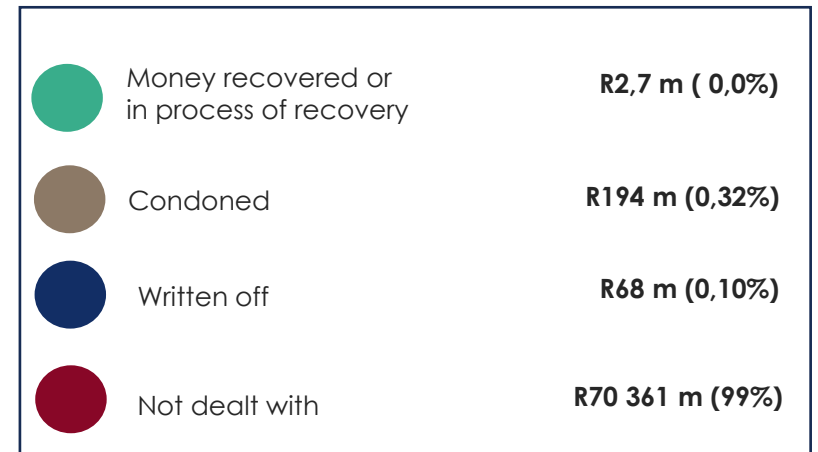 Money recovered or
in process of recovery
R2,7 m ( 0,0%)
Condoned
R194 m (0,32%)
Written off
R68 m (0,10%)
Not dealt with
R70 361 m (99%)